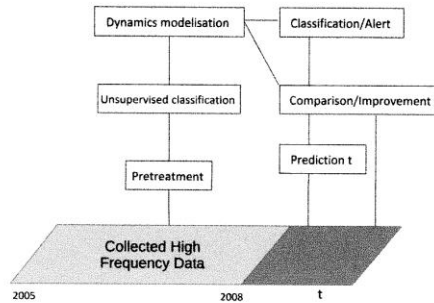 Dynamics modelisation
Classification/Alert
Unsupervised classification
Comparison/Improvement
Pretreatment
Prediction t
Collected High
Frequency Data
2005
2008
t